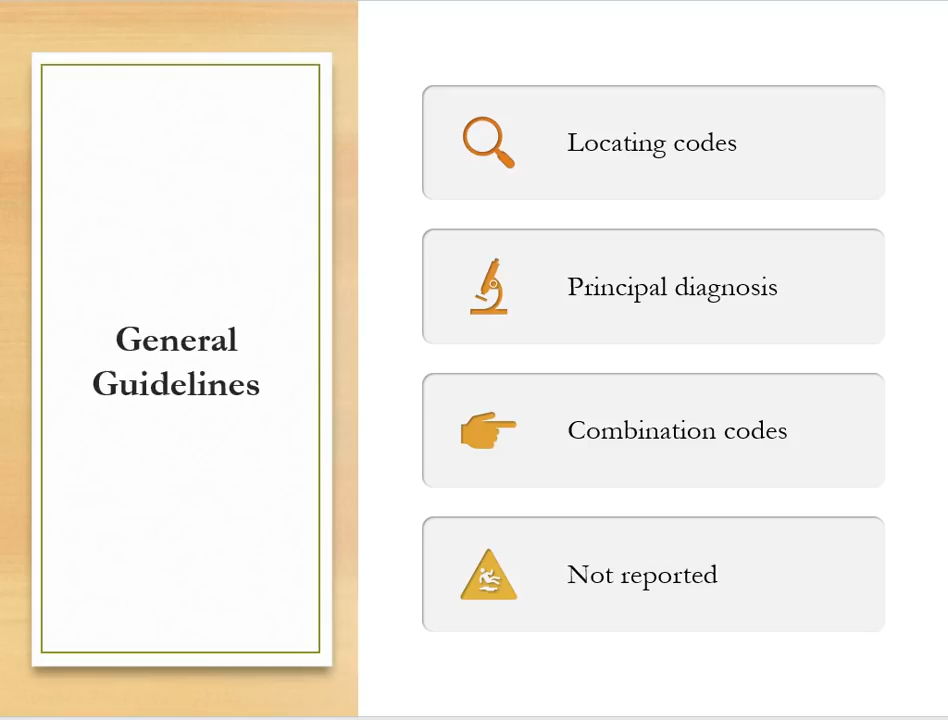 General
Guidelines
Locating codes
Principal diagnosis
Combination codes
Not reported